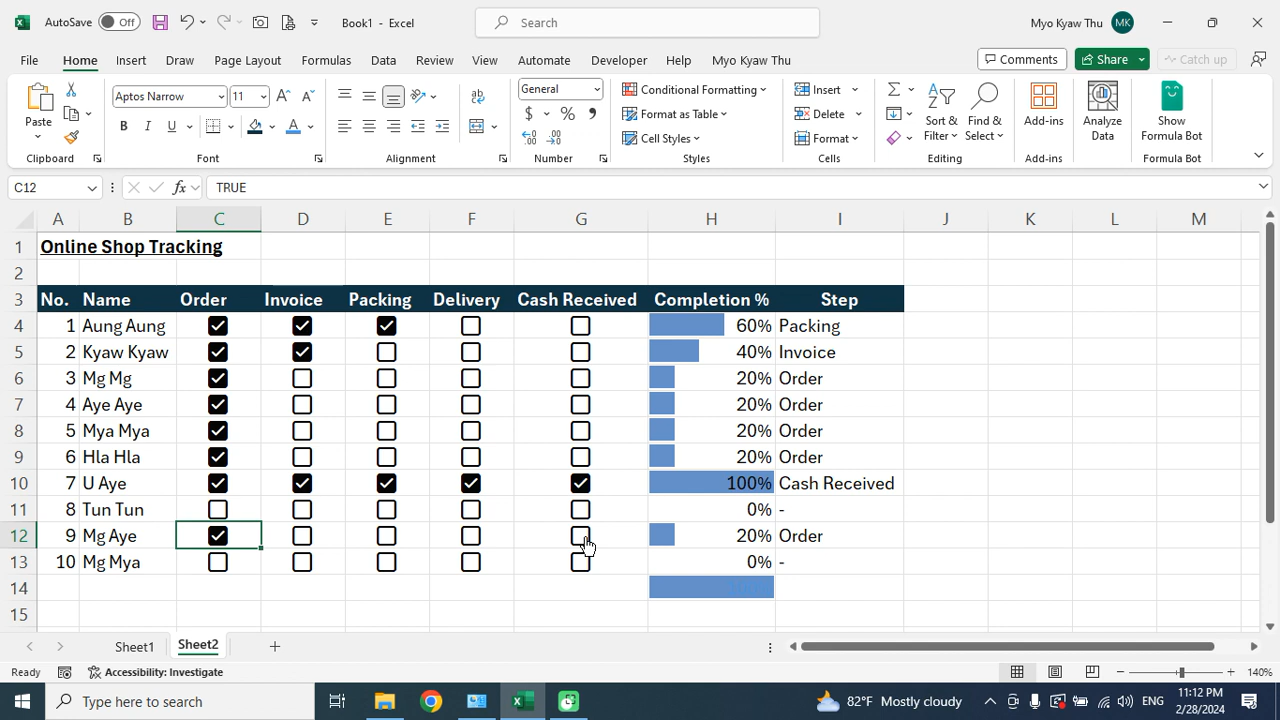 AutoSave Off Book1 - Excel Search Myo Kyaw Thu MK
File Home Insert Draw Page Layout Formulas Data Review View Automate Developer Help Myo Kyaw Thu Comments Share Catch up
Paste Aptos Narrow 11 General Conditional Formatting Insert Sort & Filter Find & Select Add-ins Analyze Data Show Formula Bot
B I U A $ % , Format as Table Delete
Cell Styles Format
Clipboard Font Alignment Number Styles Cells Editing Add-ins Formula Bot
C12 fx TRUE
A B C D E F G H I J K L M
1 Online Shop Tracking
2
3 No. Name Order Invoice Packing Delivery Cash Received Completion % Step
4 1 Aung Aung 60% Packing
5 2 Kyaw Kyaw 40% Invoice
6 3 Mg Mg 20% Order
7 4 Aye Aye 20% Order
8 5 Mya Mya 20% Order
9 6 Hla Hla 20% Order
10 7 U Aye 100% Cash Received
11 8 Tun Tun 0% -
12 9 Mg Aye 20% Order
13 10 Mg Mya 0% -
14
15
Sheet1 Sheet2
Ready Accessibility: Investigate 140%
Type here to search 82°F Mostly cloudy ENG 11:12 PM
2/28/2024